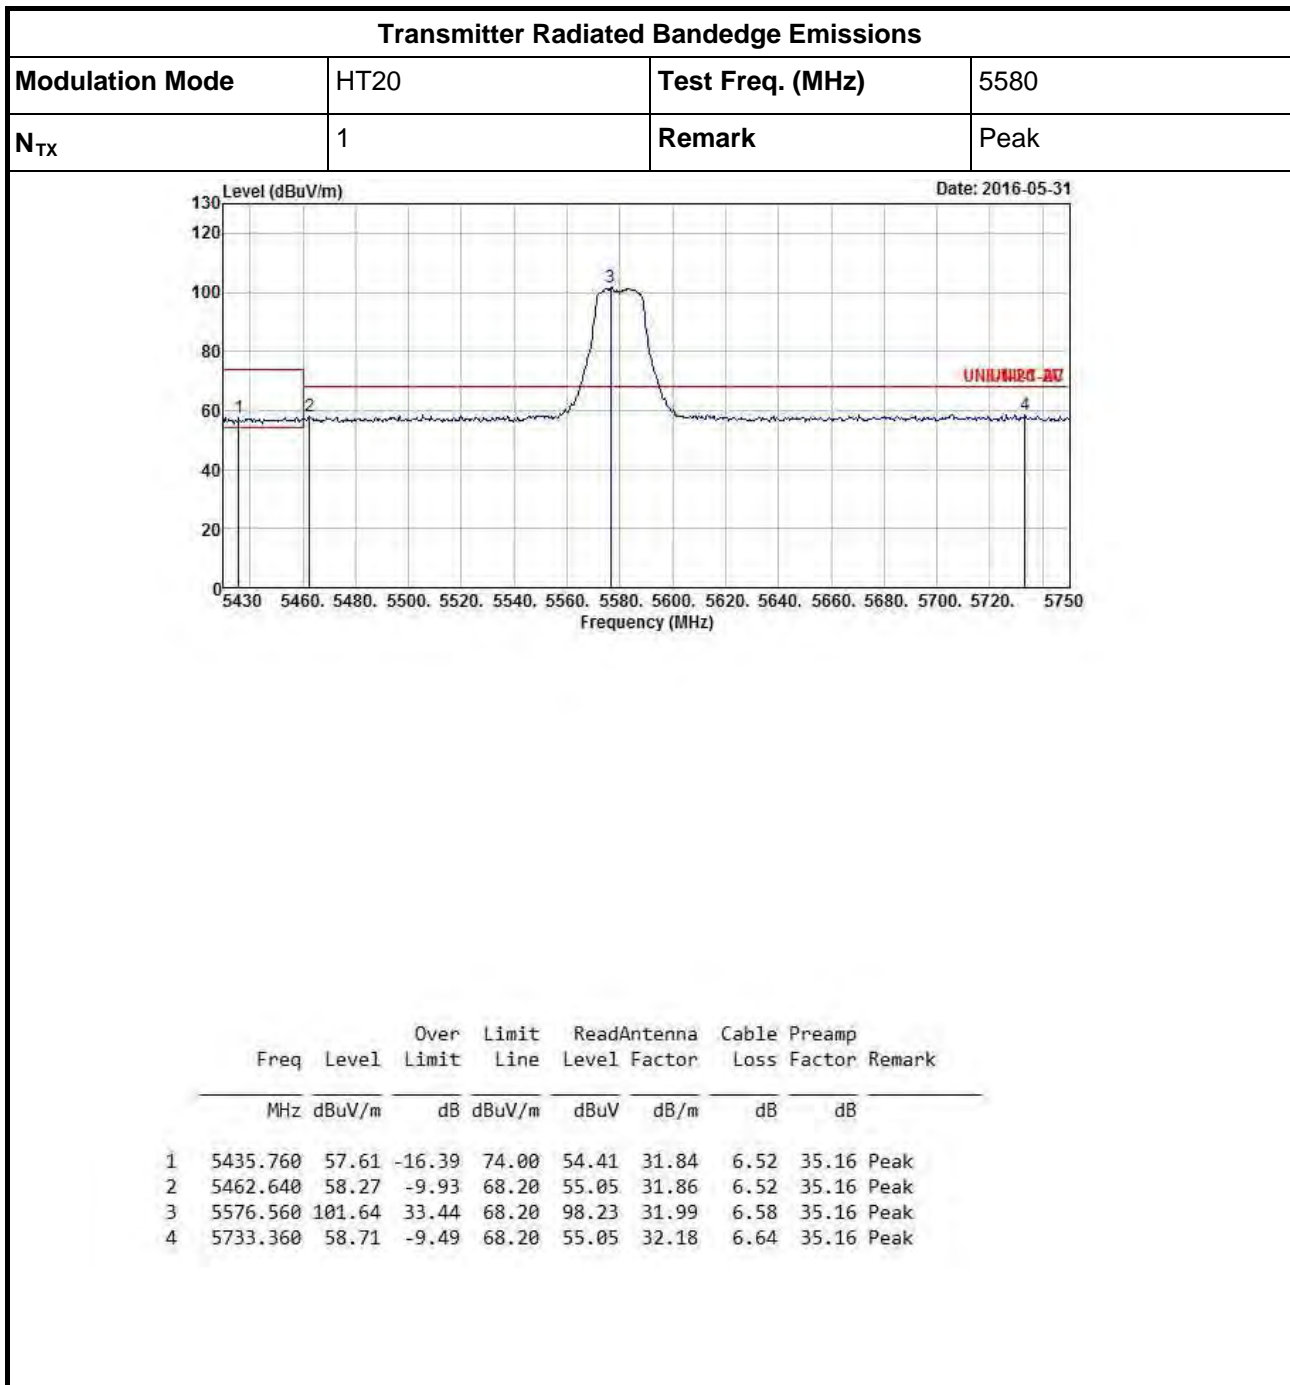 Transmitter Radiated Bandedge Emissions
Modulation Mode HT20 Test Freq. (MHz) 5580
NTX 1 Remark Peak
Level (dBuV/m) Date: 2016-05-31
130
120
100
80
60
40
20
0
1
2
3
4
5430 5460. 5480. 5500. 5520. 5540. 5560. 5580. 5600. 5620. 5640. 5660. 5680. 5700. 5720. 5750
Frequency (MHz)
Over Limit ReadAntenna Cable Preamp
Freq Level Limit Line Level Factor Loss Factor Remark
MHz dBuV/m dB dBuV/m dBuV dB/m dB dB
1 5435.760 57.61 -16.39 74.00 54.41 31.84 6.52 35.16 Peak
2 5462.640 58.27 -9.93 68.20 55.05 31.86 6.52 35.16 Peak
3 5576.560 101.64 33.44 68.20 98.23 31.99 6.58 35.16 Peak
4 5733.360 58.71 -9.49 68.20 55.05 32.18 6.64 35.16 Peak